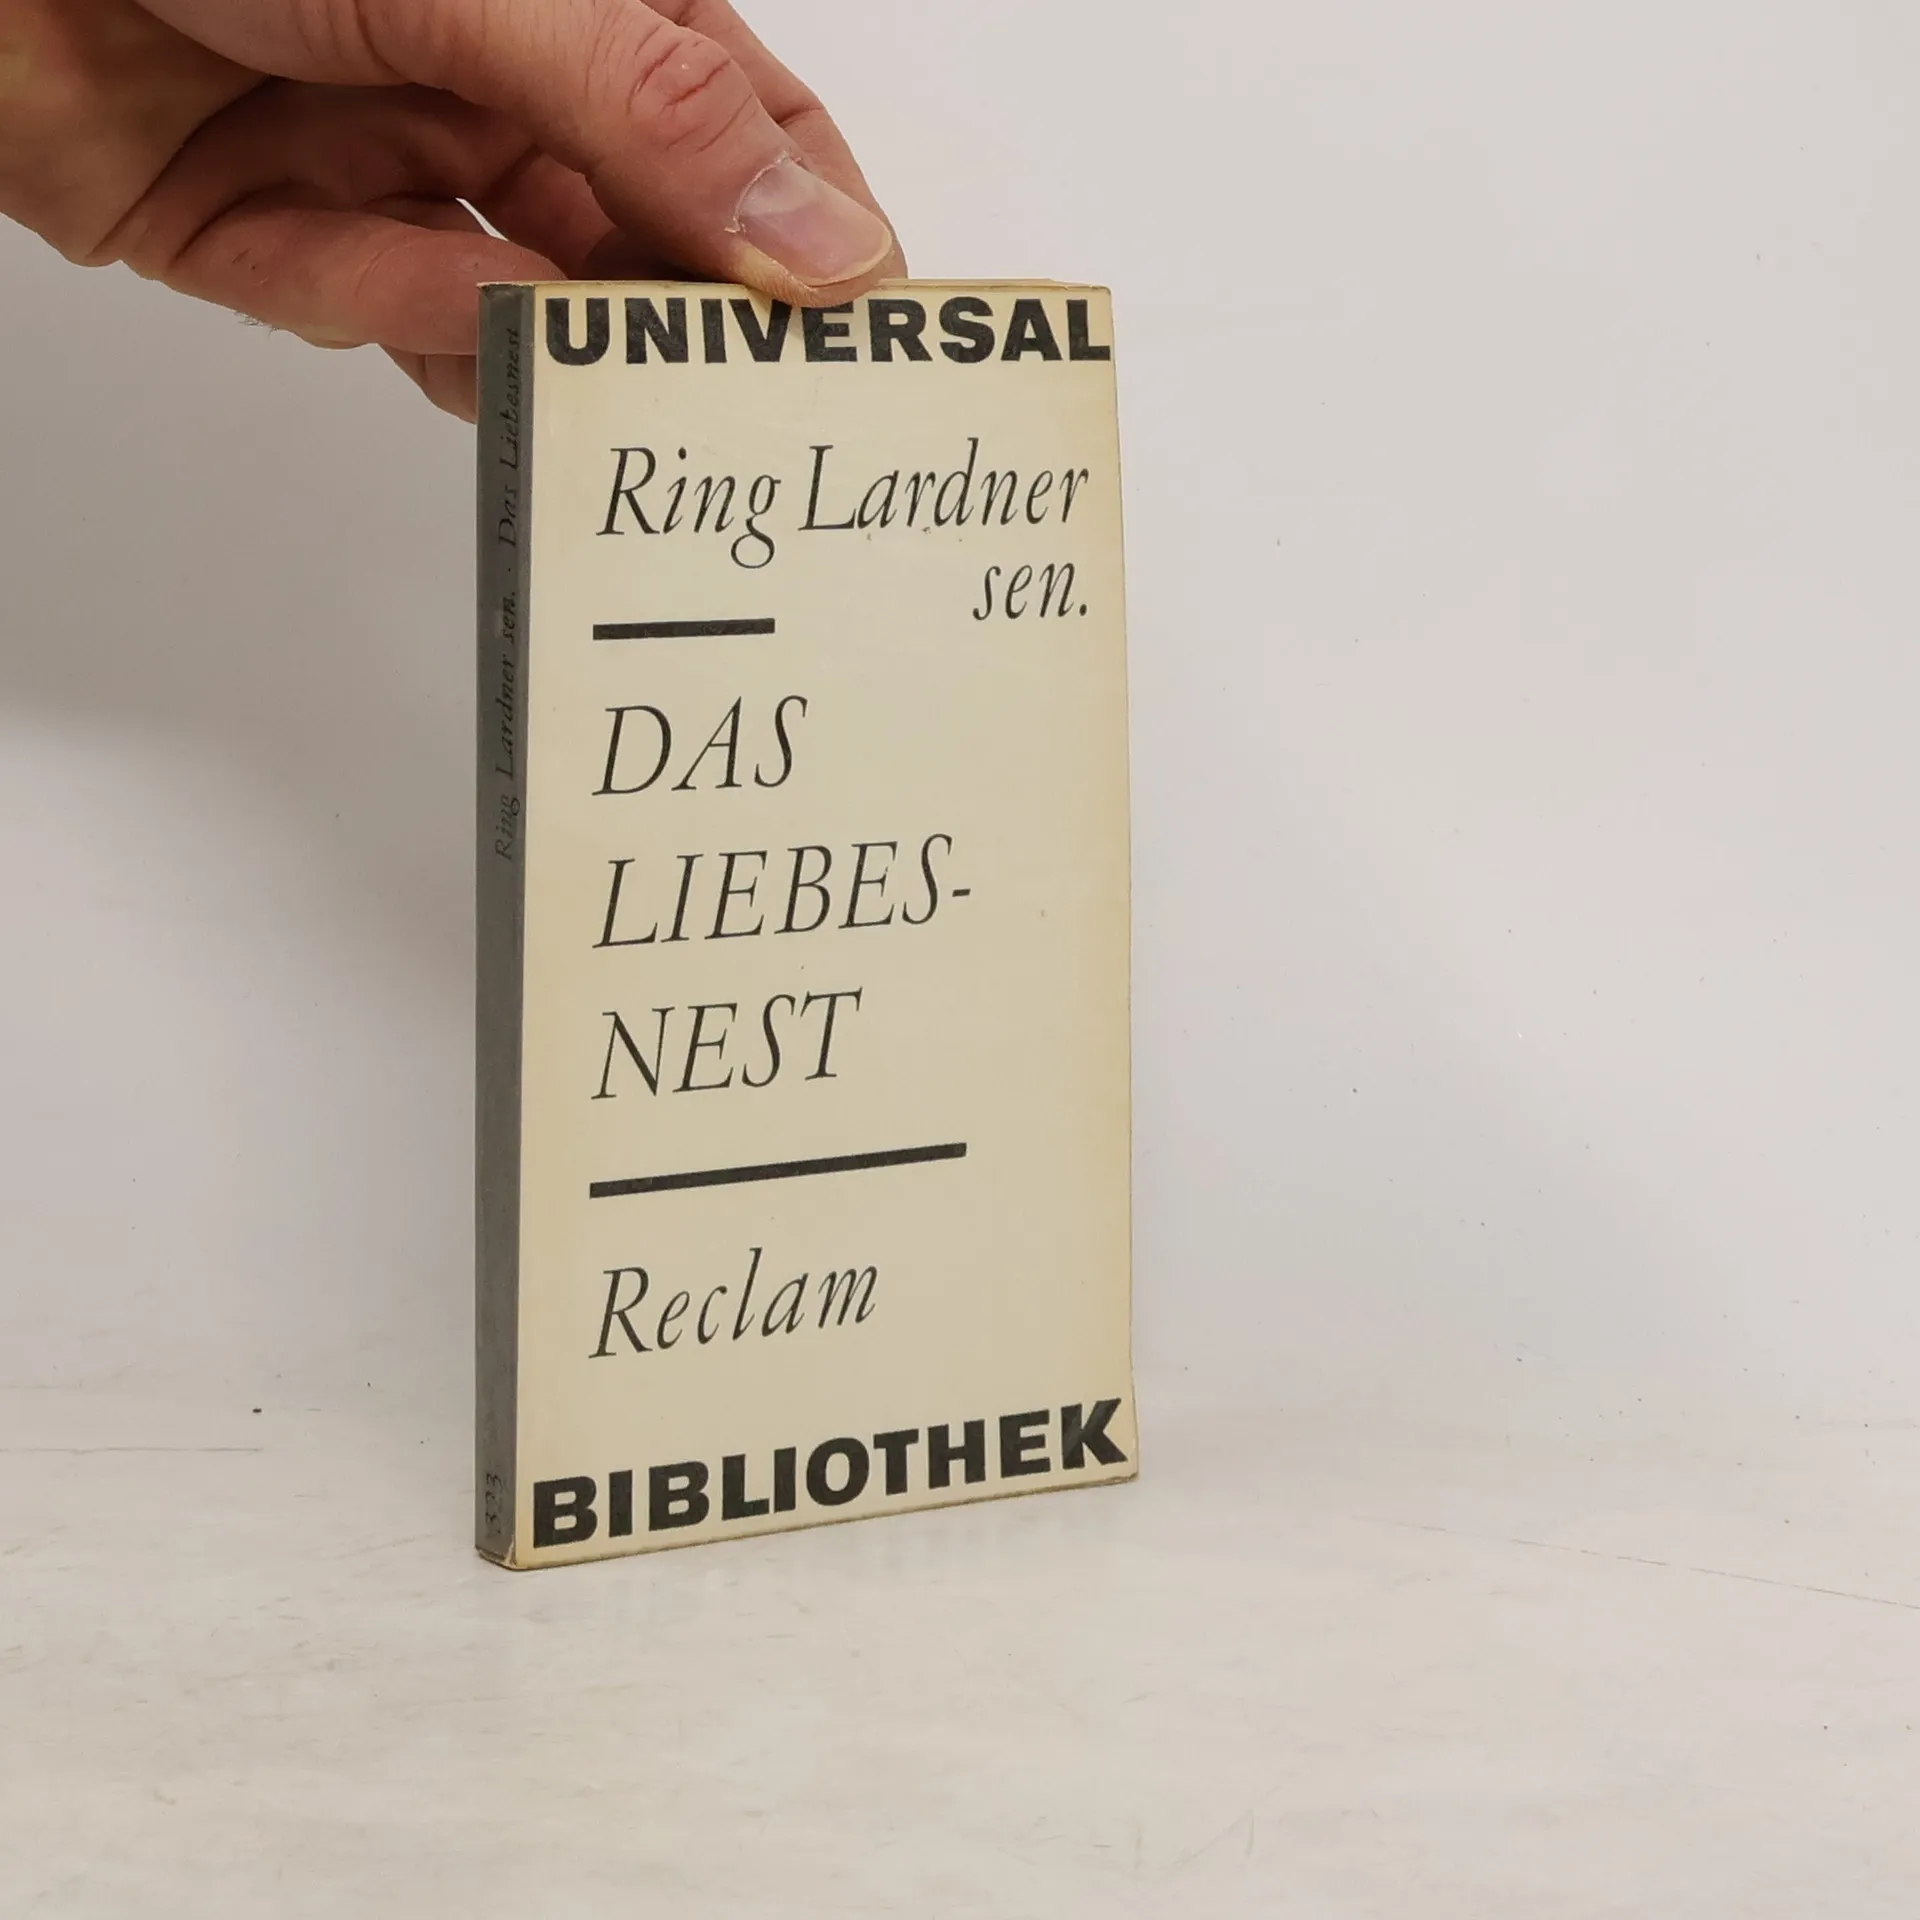 UNIVERSAL
Ring Lardner
sen.
DAS
LIEBES-
NEST
Reclam
BIBLIOTHEK
Ring Lardner sen. · Das Liebesnest
323